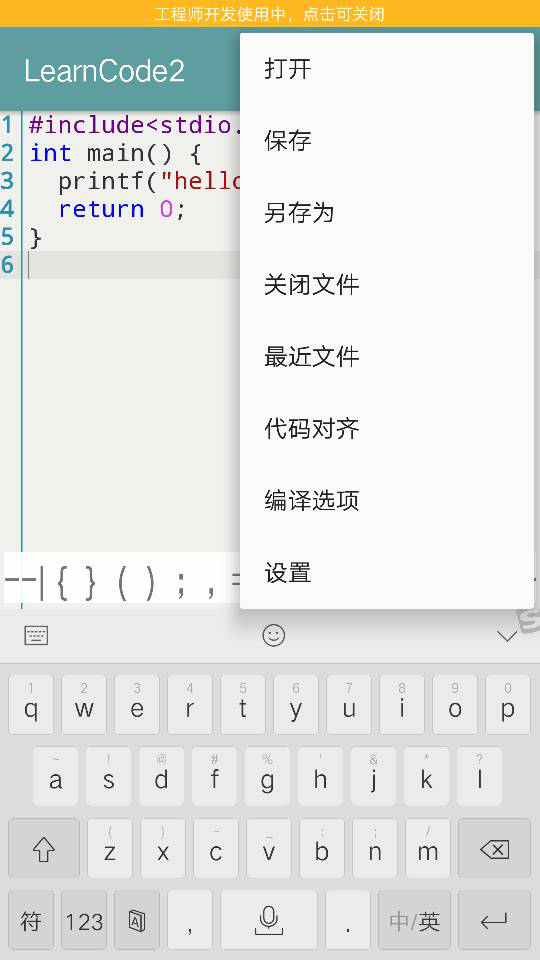 工程师开发使用中，点击可关闭
LearnCode2
打开
保存
另存为
关闭文件
最近文件
代码对齐
编译选项
设置
1 #include<stdio.
2 int main() {
3 printf("hello
4 return 0;
5 }
6
{ } ( ) ; ,
1 2 3 4 5 6 7 8 9 0
q w e r t y u i o p
~ ! @ # % ' & * ?
a s d f g h j k l
( ) - _ : ; /
z x c v b n m
符 123 , . 中/英